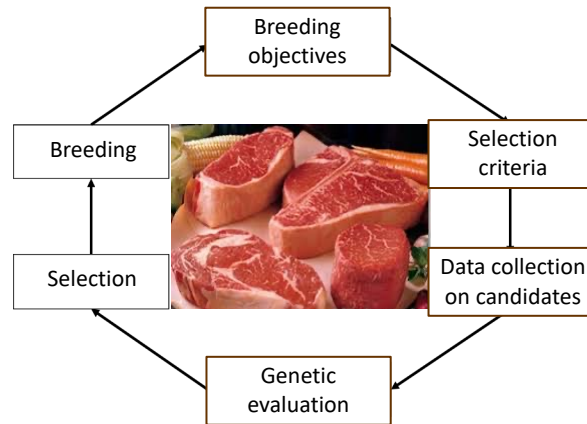 Breeding
objectives
Selection
criteria
Data collection
on candidates
Genetic
evaluation
Selection
Breeding